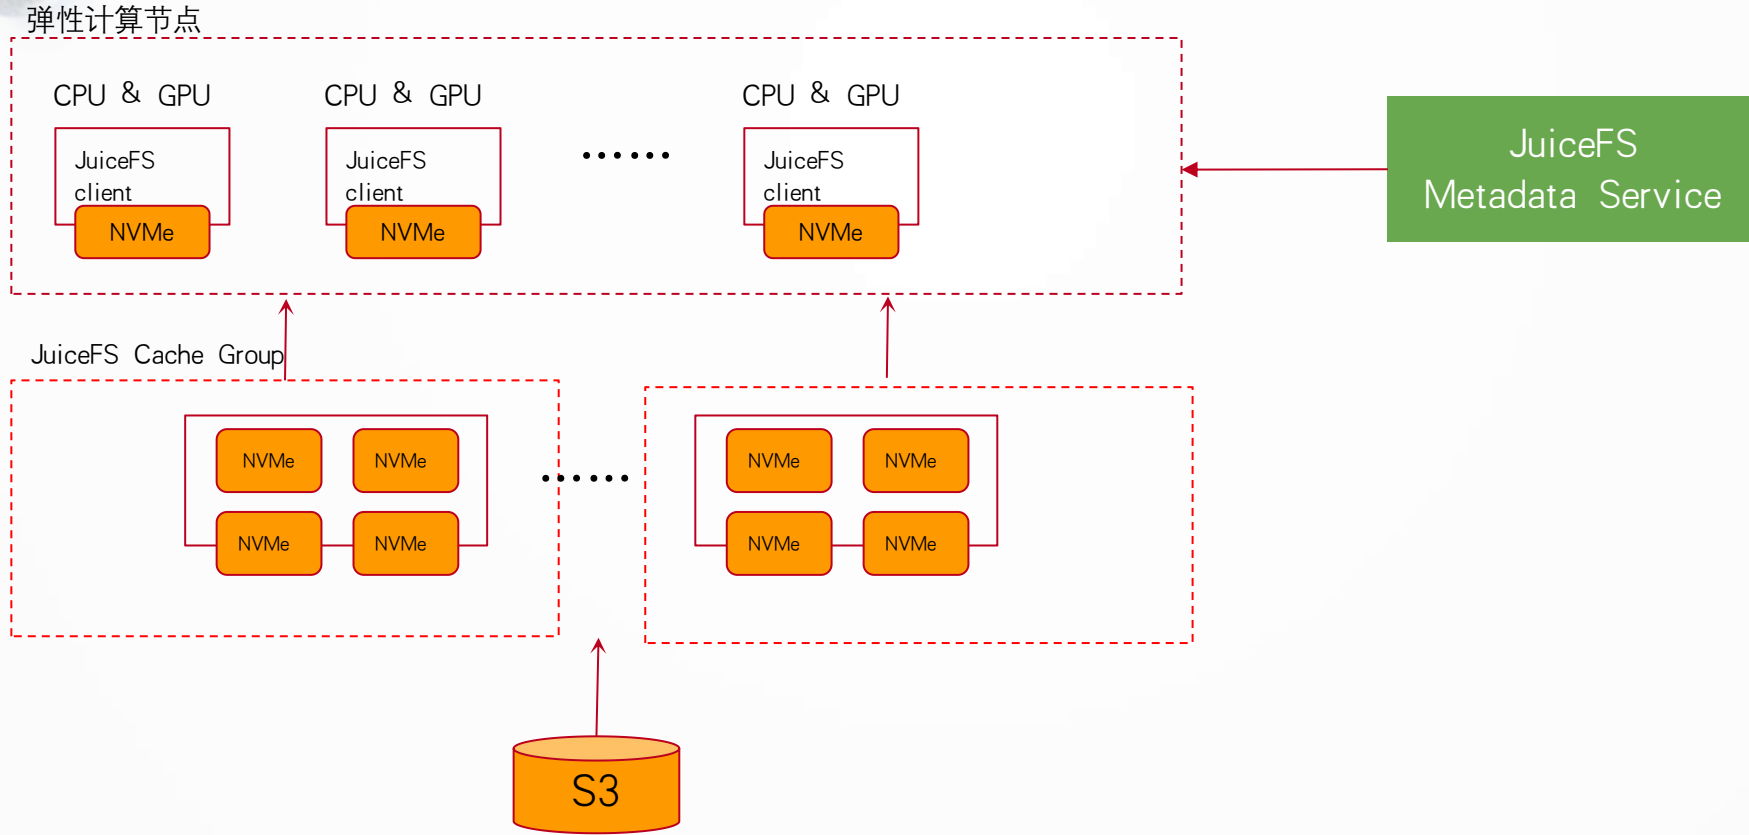 弹性计算节点
CPU & GPU
CPU & GPU
CPU & GPU
JuiceFS
client
NVMe
JuiceFS
client
NVMe
......
JuiceFS
client
NVMe
JuiceFS
Metadata Service
JuiceFS Cache Group
NVMe
NVMe
NVMe
NVMe
......
NVMe
NVMe
NVMe
NVMe
S3